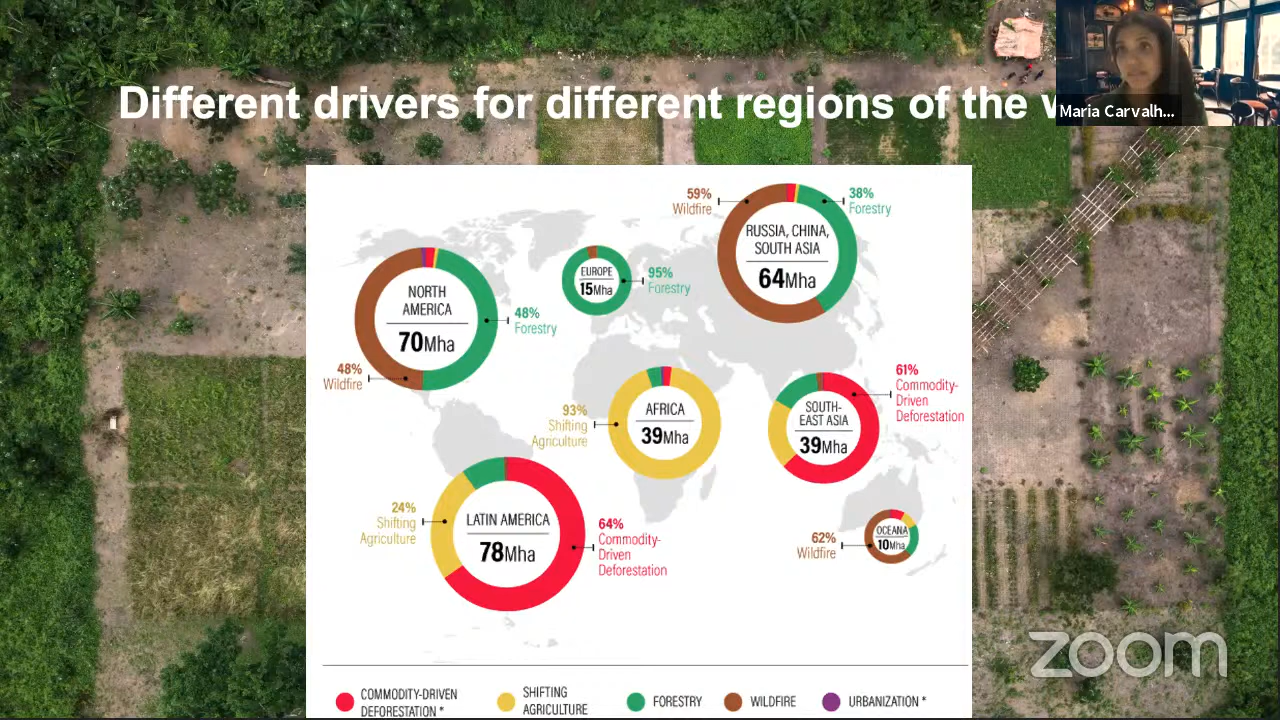 Different drivers for different regions of the
Maria Carvalh...
59%
Wildfire
38%
Forestry
RUSSIA, CHINA,
SOUTH ASIA
64Mha
EUROPE
15Mha
95%
Forestry
NORTH
AMERICA
70Mha
48%
Forestry
48%
Wildfire
61%
Commodity-
Driven
Deforestation
93%
Shifting
Agriculture
AFRICA
39Mha
SOUTH-
EAST ASIA
39Mha
24%
Shifting
Agriculture
LATIN AMERICA
78Mha
64%
Commodity-
Driven
Deforestation
62%
Wildfire
OCEANA
10Mha
zoom
COMMODITY-DRIVEN
DEFORESTATION *
SHIFTING
AGRICULTURE
FORESTRY
WILDFIRE
URBANIZATION *